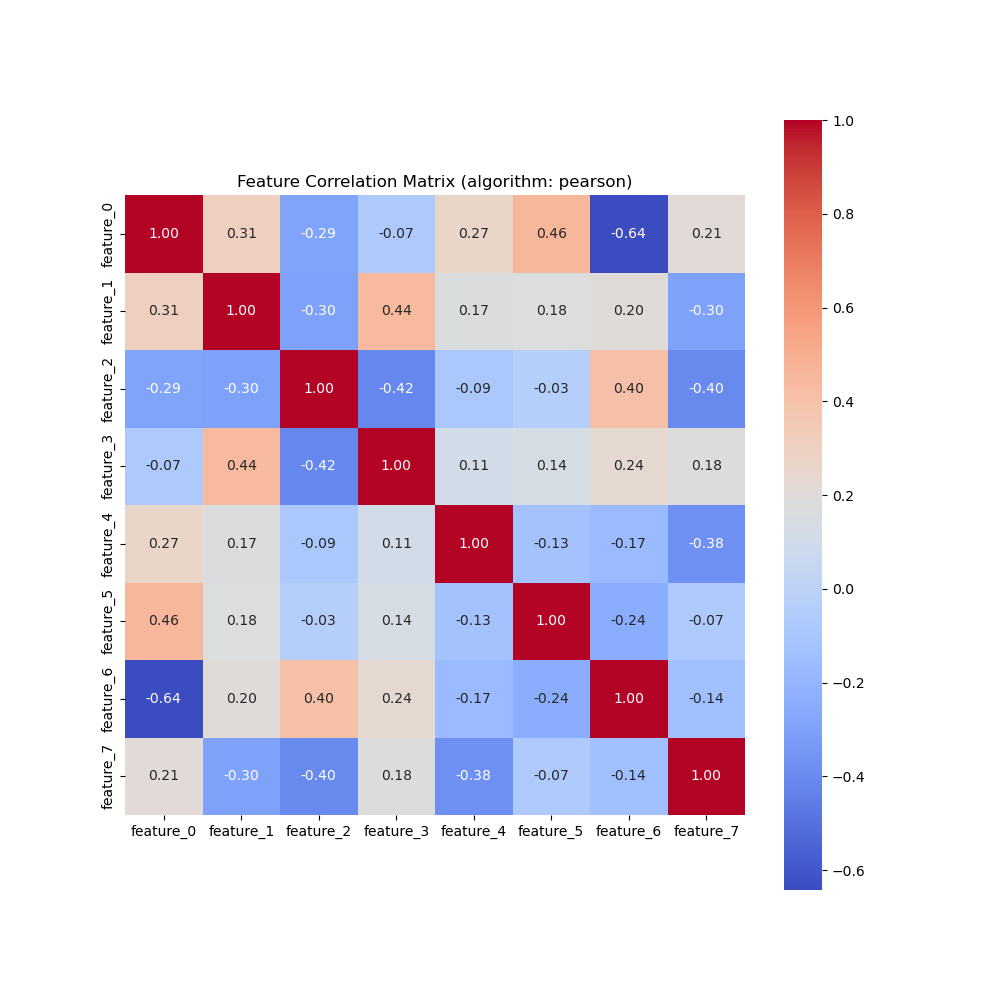 Feature Correlation Matrix (algorithm: pearson)
feature_0 1.00 0.31 -0.29 -0.07 0.27 0.46 -0.64 0.21
feature_1 0.31 1.00 -0.30 0.44 0.17 0.18 0.20 -0.30
feature_2 -0.29 -0.30 1.00 -0.42 -0.09 -0.03 0.40 -0.40
feature_3 -0.07 0.44 -0.42 1.00 0.11 0.14 0.24 0.18
feature_4 0.27 0.17 -0.09 0.11 1.00 -0.13 -0.17 -0.38
feature_5 0.46 0.18 -0.03 0.14 -0.13 1.00 -0.24 -0.07
feature_6 -0.64 0.20 0.40 0.24 -0.17 -0.24 1.00 -0.14
feature_7 0.21 -0.30 -0.40 0.18 -0.38 -0.07 -0.14 1.00
feature_0 feature_1 feature_2 feature_3 feature_4 feature_5 feature_6 feature_7
1.0
0.8
0.6
0.4
0.2
0.0
−0.2
−0.4
−0.6